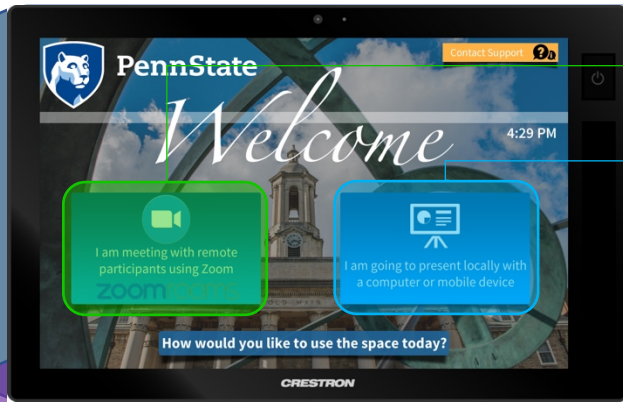 PennState
Contact Support
Welcome
4:29 PM
I am meeting with remote
participants using Zoom
zoom
I am going to present locally with
a computer or mobile device
How would you like to use the space today?
CRESTRON